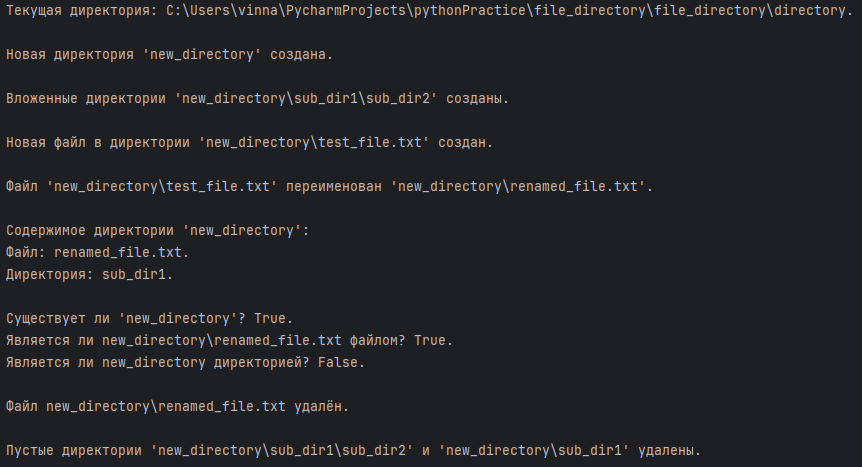 Текущая директория: C:\Users\vinna\PycharmProjects\pythonPractice\file_directory\file_directory\directory.
Новая директория 'new_directory' создана.
Вложенные директории 'new_directory\sub_dir1\sub_dir2' созданы.
Новая файл в директории 'new_directory\test_file.txt' создан.
Файл 'new_directory\test_file.txt' переименован 'new_directory\renamed_file.txt'.
Содержимое директории 'new_directory':
Файл: renamed_file.txt.
Директория: sub_dir1.
Существует ли 'new_directory'? True.
Является ли new_directory\renamed_file.txt файлом? True.
Является ли new_directory директорией? False.
Файл new_directory\renamed_file.txt удалён.
Пустые директории 'new_directory\sub_dir1\sub_dir2' и 'new_directory\sub_dir1' удалены.